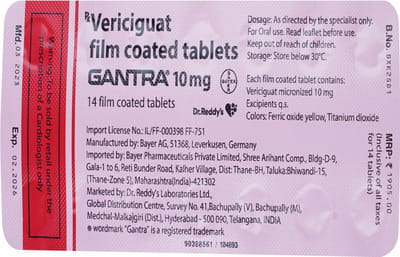 Rx Vericiguat
film coated tablets
GANTRA® 10 mg
14 film coated tablets
Dr.Reddy's
Dosage: As directed by the specialist only.
For Oral use. Read leaflet before use.
Keep out of reach of children.
Storage: Store below 30°C.
Each film coated tablet contains:
Vericiguat micronized 10 mg
Excipients q.s.
Colors: Ferric oxide yellow, Titanium dioxide
Import License No: IL/FF-000398 FF-751
Manufactured by: Bayer AG, 51368, Leverkusen, Germany
Imported by: Bayer Pharmaceuticals Private Limited, Shree Arihant Comp., Bldg-D-9,
Gala-1 to 6, Reti Bunder Road, Kalher Village, Dist: Thane-BH, Taluka:Bhiwandi-15,
(Thane-Zone 5), Maharashtra(India)-421302
Marketed by: Dr.Reddy's Laboratories Ltd.,
Global Distribution Centre, Survey No. 41, Bachupally (V), Bachupally (M),
Medchal-Malkajgiri (Dist.), Hyderabad - 500 090, Telangana, INDIA
® wordmark "Gantra" is a registered trademark
Mfd. 03 2023
Exp. 02 2026
Warning: To be sold by retail under the
prescription of a Cardiologist only
B.No.
MRP: ₹ 1905.00
(Inclusive of all taxes
for 14 tablets)